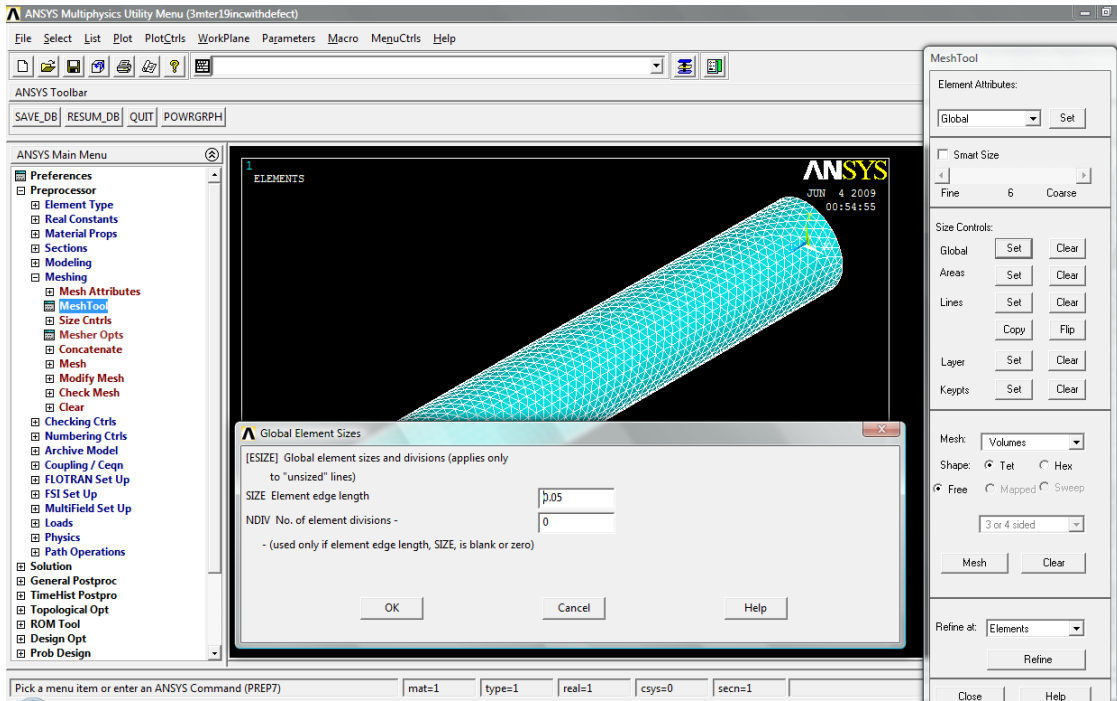 ANSYS Multiphysics Utility Menu (3mter19incwithdefect)
File Select List Plot PlotCtrls WorkPlane Parameters Macro MenuCtrls Help
ANSYS Toolbar
SAVE_DB RESUM_DB QUIT POWRGRPH
ANSYS Main Menu
Preferences
Preprocessor
Element Type
Real Constants
Material Props
Sections
Modeling
Meshing
Mesh Attributes
MeshTool
Size Cntrls
Mesher Opts
Concatenate
Mesh
Modify Mesh
Check Mesh
Clear
Checking Ctrls
Numbering Ctrls
Archive Model
Coupling / Ceqn
FLOTRAN Set Up
FSI Set Up
MultiField Set Up
Loads
Physics
Path Operations
Solution
General Postproc
TimeHist Postpro
Topological Opt
ROM Tool
Design Opt
Prob Design
1
ELEMENTS
ANSYS
JUN 4 2009
00:54:55
Global Element Sizes
[ESIZE] Global element sizes and divisions (applies only
to "unsized" lines)
SIZE Element edge length 0.05
NDIV No. of element divisions - 0
- (used only if element edge length, SIZE, is blank or zero)
OK Cancel Help
MeshTool
Element Attributes:
Global Set
Smart Size
Fine 6 Coarse
Size Controls:
Global Set Clear
Areas Set Clear
Lines Set Clear
Copy Flip
Layer Set Clear
Keypts Set Clear
Mesh: Volumes
Shape: Tet Hex
Free Mapped Sweep
3 or 4 sided
Mesh Clear
Refine at: Elements
Refine
Close Help
Pick a menu item or enter an ANSYS Command (PREP7) mat=1 type=1 real=1 csys=0 secn=1